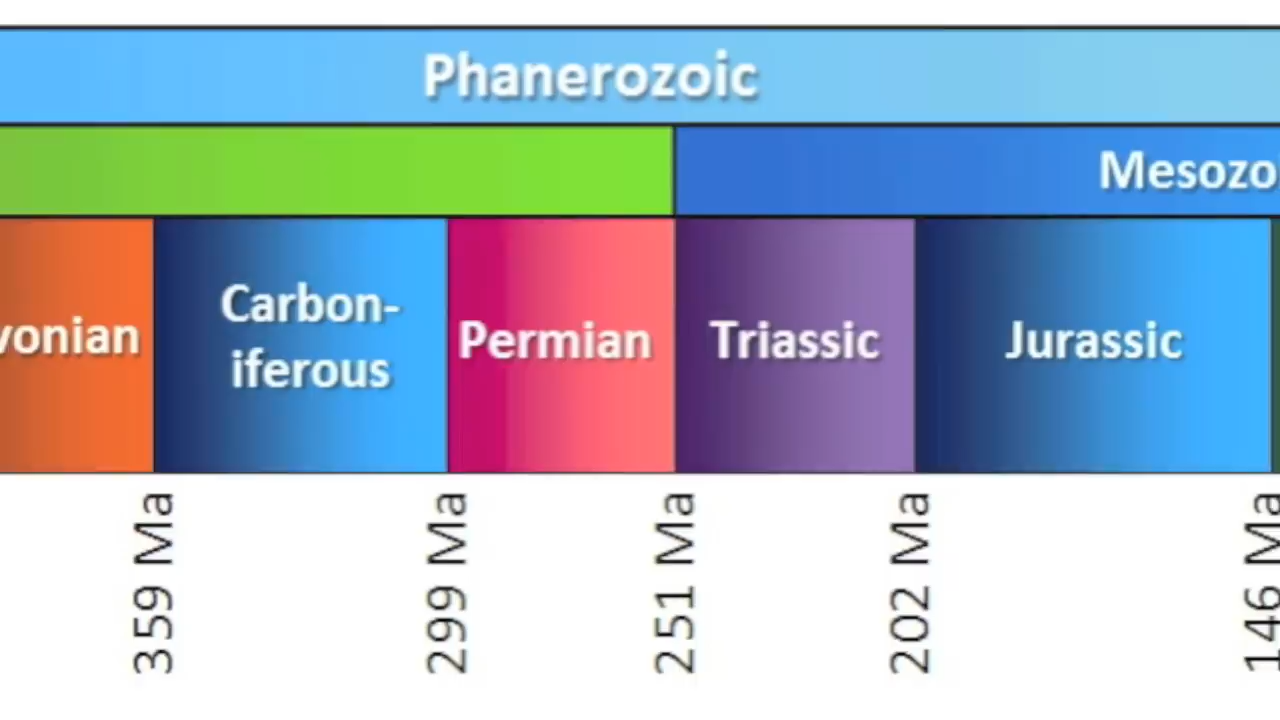 Phanerozoic
Mesozo
vonian
Carbon-
iferous
Permian
Triassic
Jurassic
359 Ma
299 Ma
251 Ma
202 Ma
146 Ma